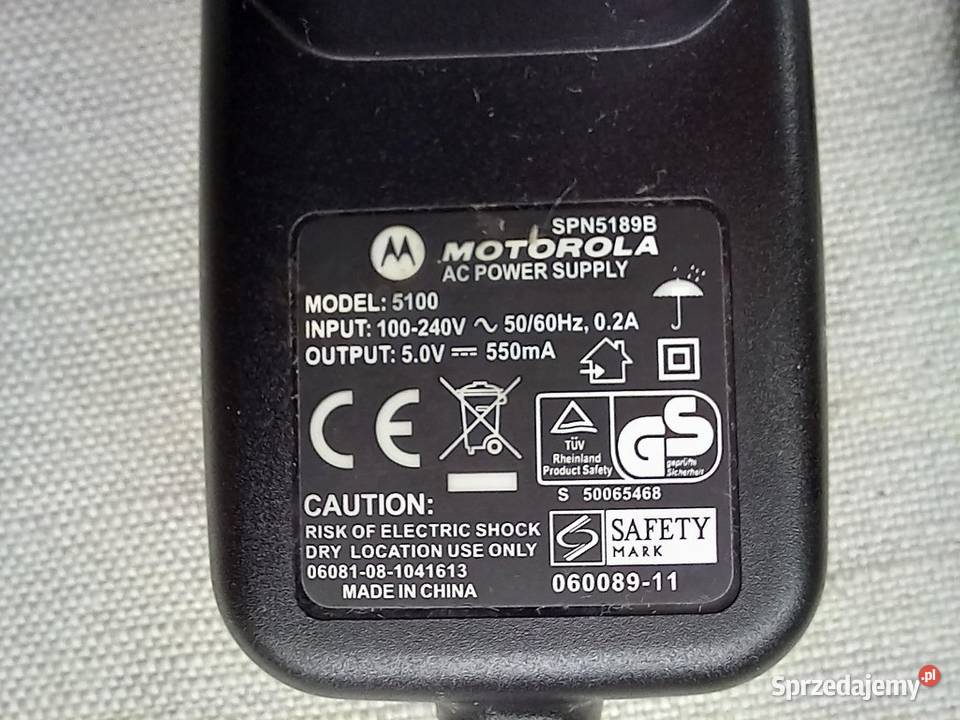 SPN5189B
MOTOROLA
AC POWER SUPPLY
MODEL: 5100
INPUT: 100-240V ~ 50/60Hz, 0.2A
OUTPUT: 5.0V ⎓ 550mA
CE
TÜV
Rheinland
Product Safety
GS
geprüfte
Sicherheit
S 50065468
CAUTION:
RISK OF ELECTRIC SHOCK
DRY LOCATION USE ONLY
06081-08-1041613
MADE IN CHINA
SAFETY
MARK
060089-11
Sprzedajemy.pl